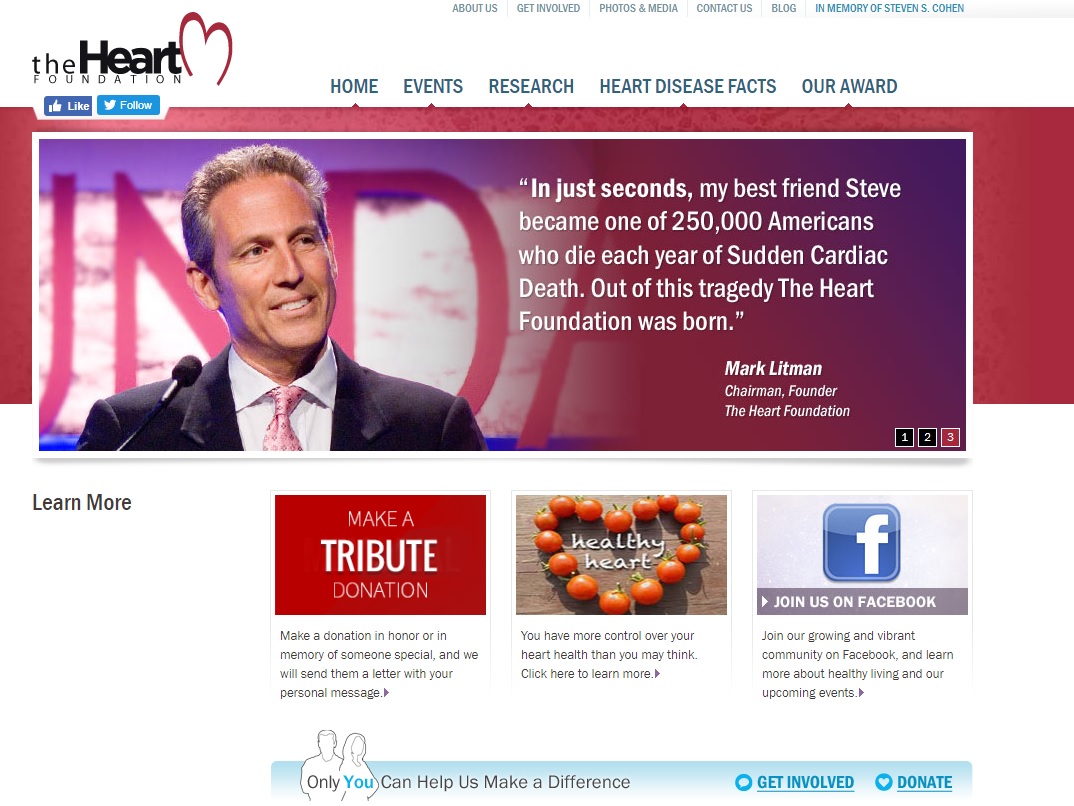 ABOUT US
GET INVOLVED
PHOTOS & MEDIA
CONTACT US
BLOG
IN MEMORY OF STEVEN S. COHEN
theHeart
FOUNDATION
Like
Follow
HOME
EVENTS
RESEARCH
HEART DISEASE FACTS
OUR AWARD
UNDA
“In just seconds, my best friend Steve
became one of 250,000 Americans
who die each year of Sudden Cardiac
Death. Out of this tragedy The Heart
Foundation was born.”
Mark Litman
Chairman, Founder
The Heart Foundation
1 2 3
Learn More
MAKE A
TRIBUTE
DONATION
Make a donation in honor or in
memory of someone special, and we
will send them a letter with your
personal message.
healthy
heart
You have more control over your
heart health than you may think.
Click here to learn more.
f
JOIN US ON FACEBOOK
Join our growing and vibrant
community on Facebook, and learn
more about healthy living and our
upcoming events.
Only You Can Help Us Make a Difference
GET INVOLVED
DONATE